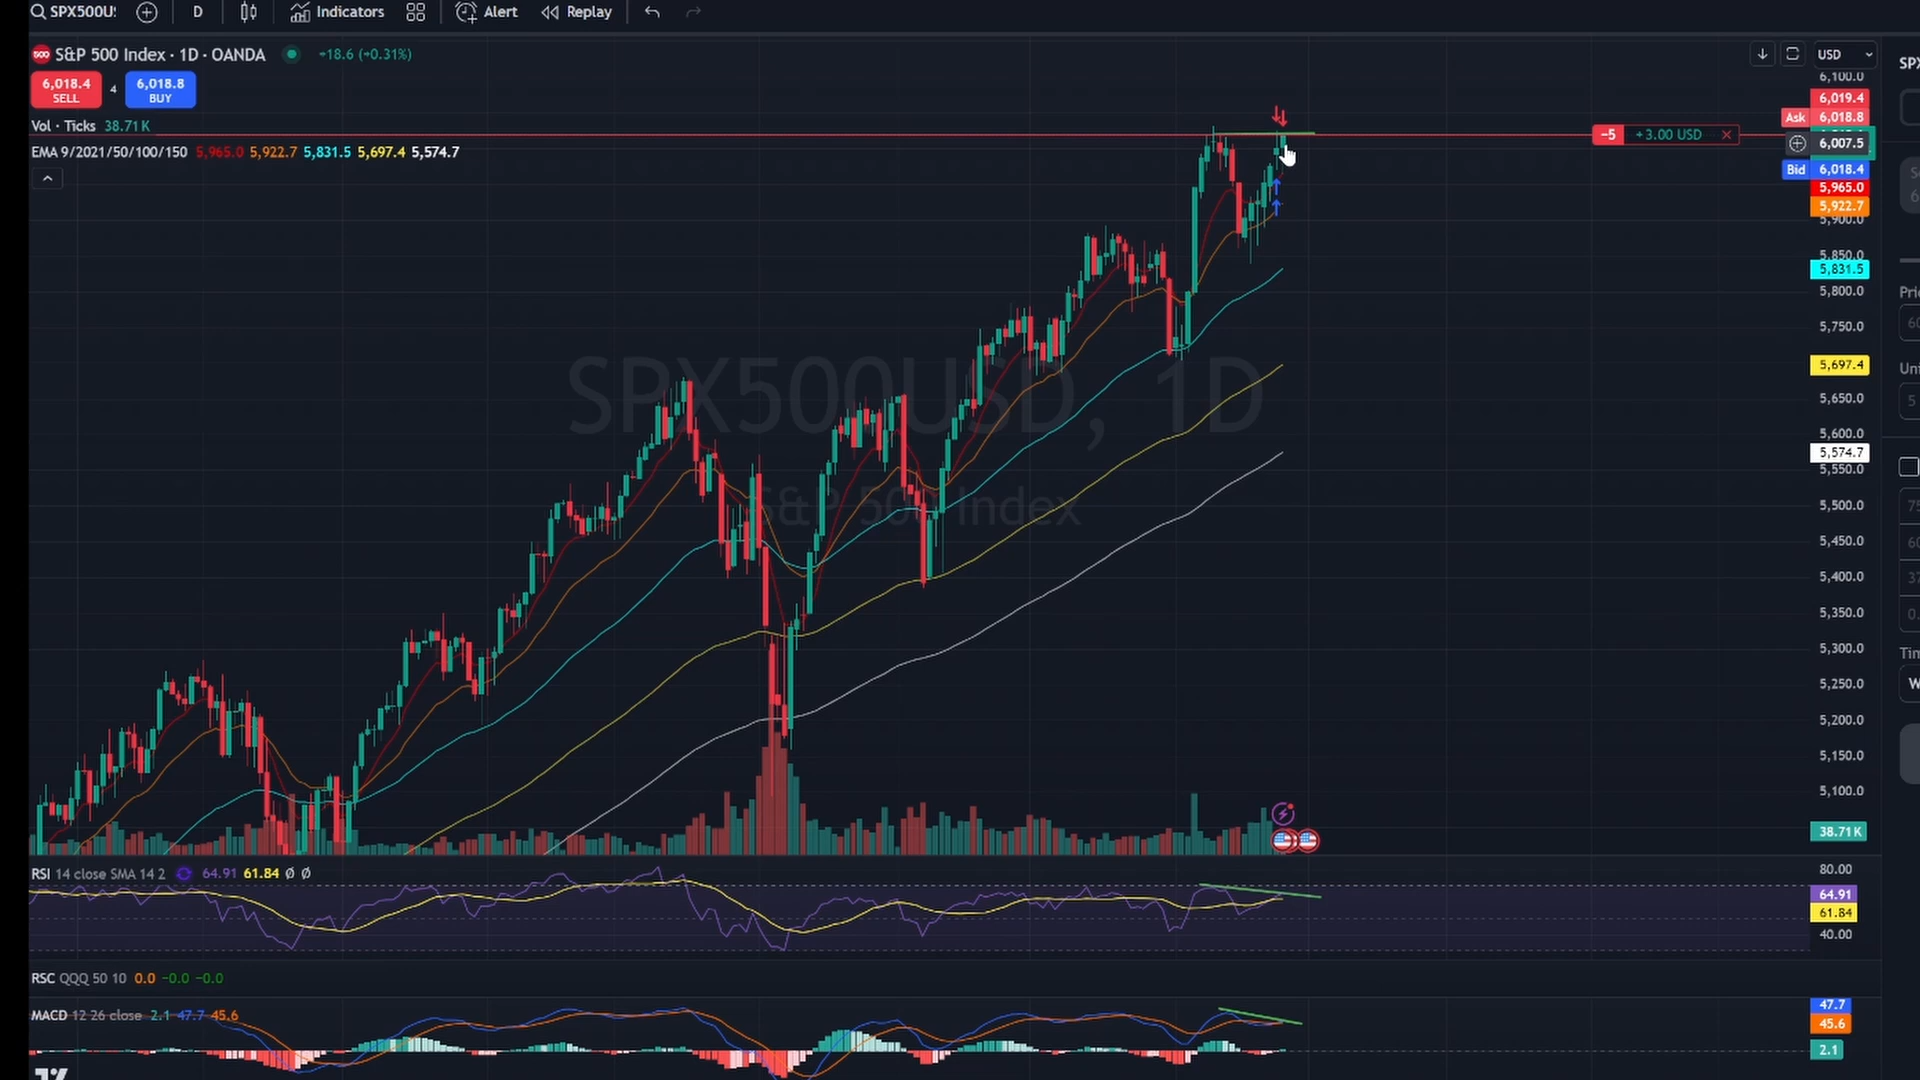 SPX500U: D Indicators Alert Replay
S&P 500 Index · 1D · OANDA +18.6 (+0.31%)
6,018.4 SELL 4 6,018.8 BUY
Vol · Ticks 38.71K
EMA 9/2021/50/100/150 5,965.0 5,922.7 5,831.5 5,697.4 5,574.7
SPX500USD, 1D
S&P 500 Index
-5 +3.00 USD
USD
6,100.0
6,019.4
Ask 6,018.8
6,007.5
Bid 6,018.4
5,965.0
5,922.7
5,900.0
5,850.0
5,831.5
5,800.0
5,750.0
5,697.4
5,650.0
5,600.0
5,574.7
5,550.0
5,500.0
5,450.0
5,400.0
5,350.0
5,300.0
5,250.0
5,200.0
5,150.0
5,100.0
38.71K
RSI 14 close SMA 14 2 64.91 61.84 Ø Ø
80.00
64.91
61.84
40.00
RSC QQQ 50 10 0.0 -0.0 -0.0
MACD 12 26 close 2.1 47.7 45.6
47.7
45.6
2.1
SP
Pri
Uni
5
Tim
W